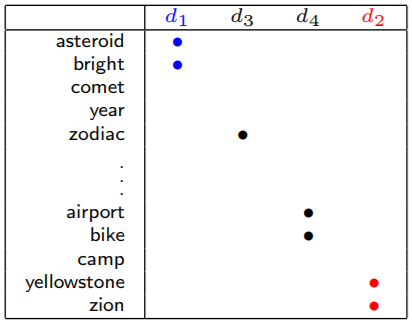 d1 d3 d4 d2
asteroid •
bright •
comet
year
zodiac •
.
.
.
airport •
bike •
camp
yellowstone •
zion •